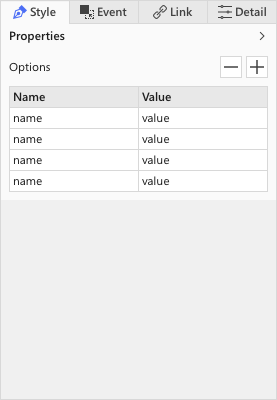 Style Event Link Detail
Properties
Options
Name Value
name value
name value
name value
name value